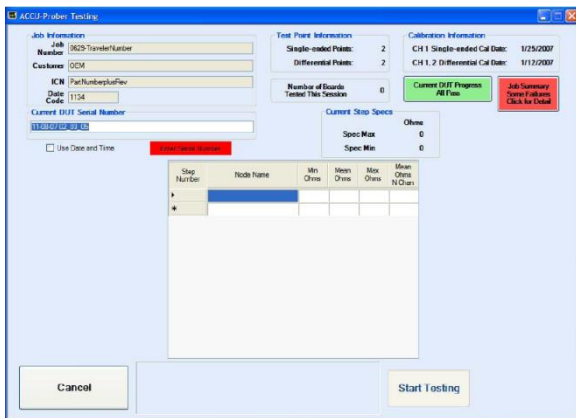 ACCU-Prober Testing
Job Information
Job Number 0629-TravelerNumber
Customer OEM
ICN PartNumberplusRev
Date Code 1134
Test Point Information
Single-ended Points: 2
Differential Points: 2
Number of Boards Tested This Session 0
Calibration Information
CH 1 Single-ended Cal Date: 1/25/2007
CH 1, 2 Differential Cal Date: 1/12/2007
Current DUT Progress
All Pass
Job Summary
Some Failures
Click for Detail
Current DUT Serial Number
Use Date and Time
Enter Serial Number
Current Step Specs
Ohms
Spec Max 0
Spec Min 0
Step Number
Node Name
Min Ohms
Mean Ohms
Max Ohms
Mean Ohms N Chan
Cancel
Start Testing